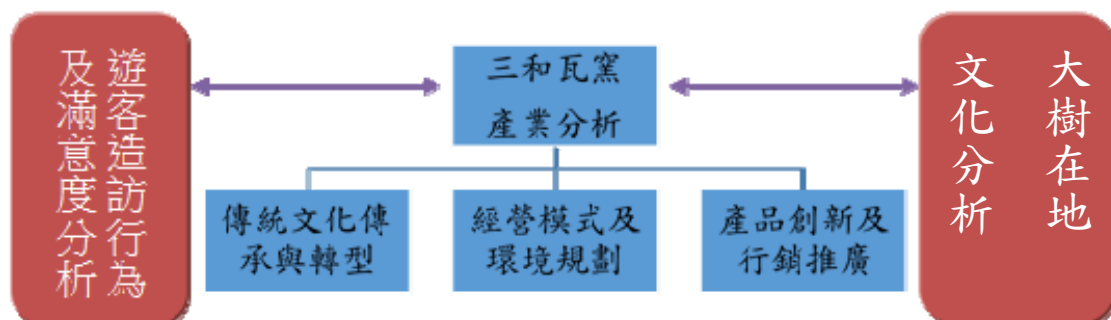 遊客造訪行為
及滿意度分析
三和瓦窯
產業分析
傳統文化傳
承與轉型
經營模式及
環境規劃
產品創新及
行銷推廣
大樹在地
文化分析